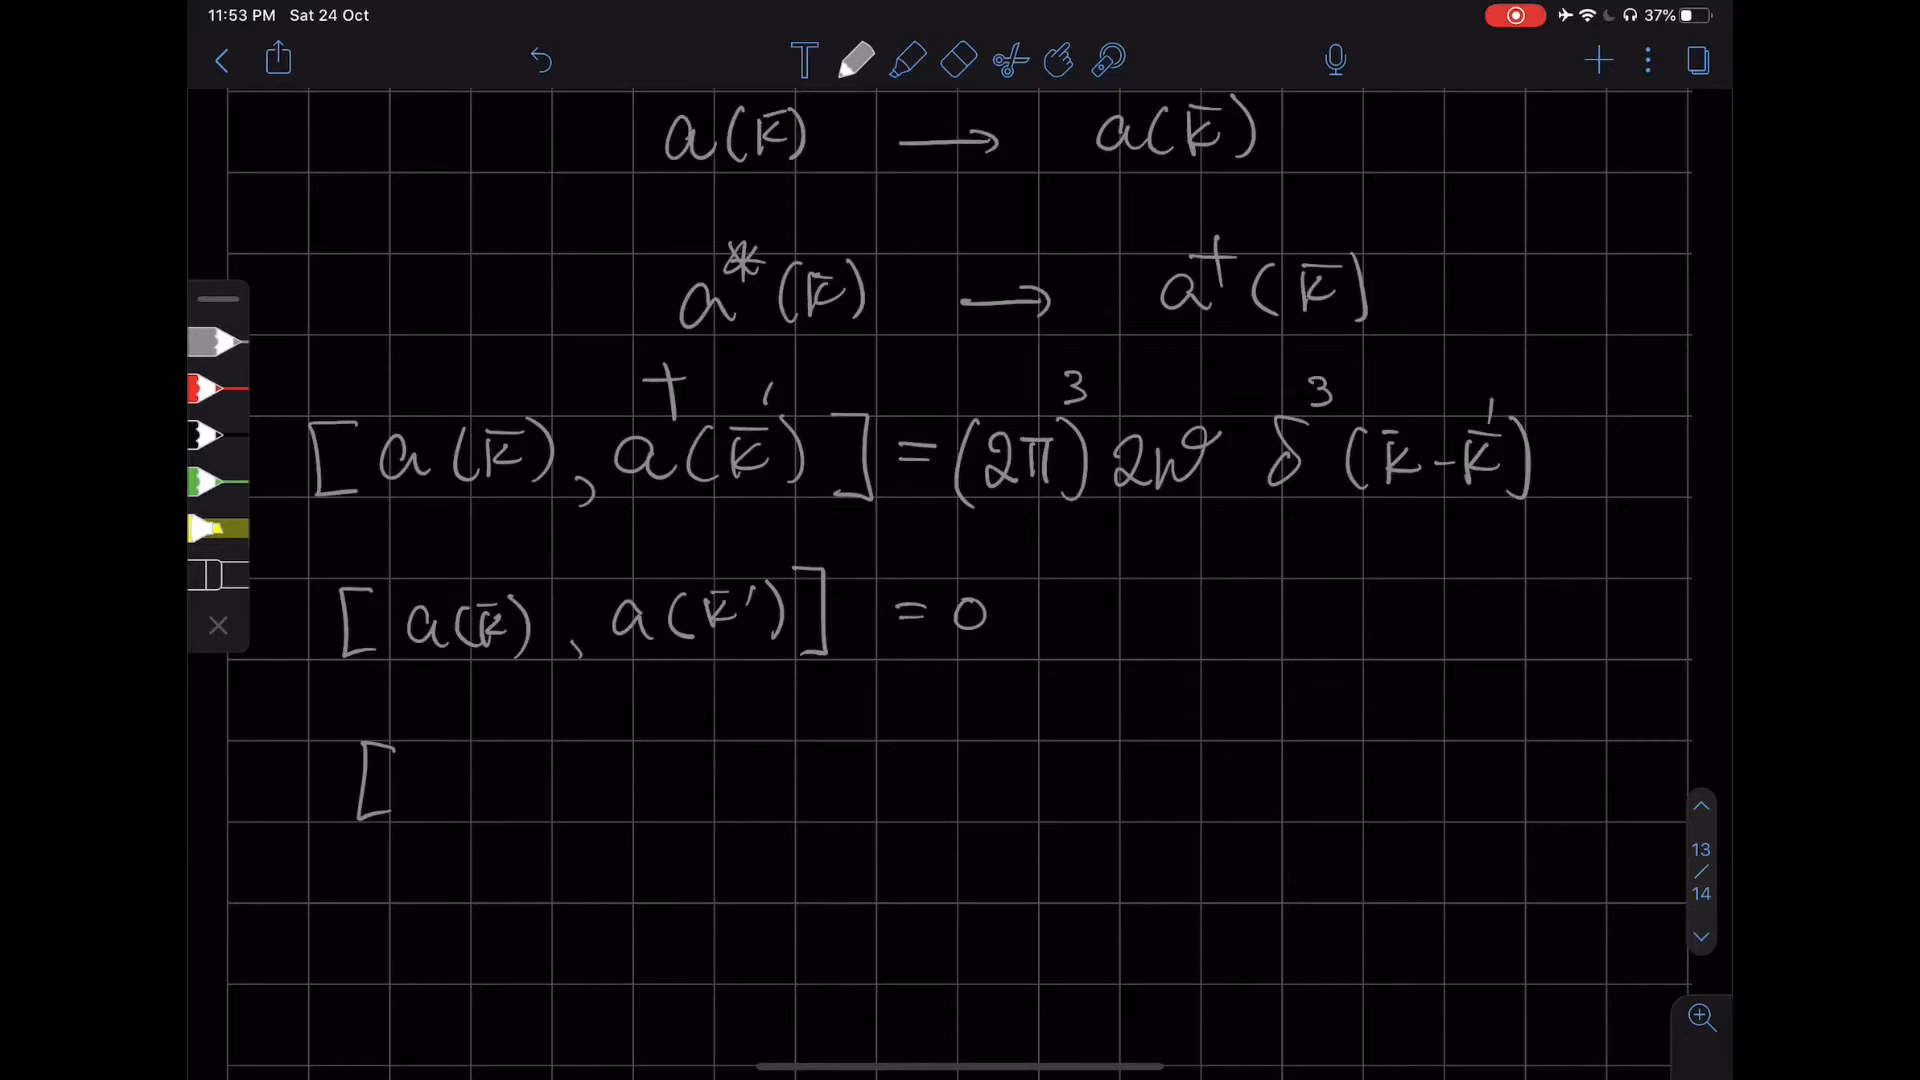 11:53 PM Sat 24 Oct 37%
T
a(k̄) → a(k̄)
a*(k̄) → a†(k̄)
[a(k̄), a†(k̄')] = (2π)³ 2ω δ³(k̄-k̄')
[a(k̄), a(k̄')] = 0
[
13
/
14